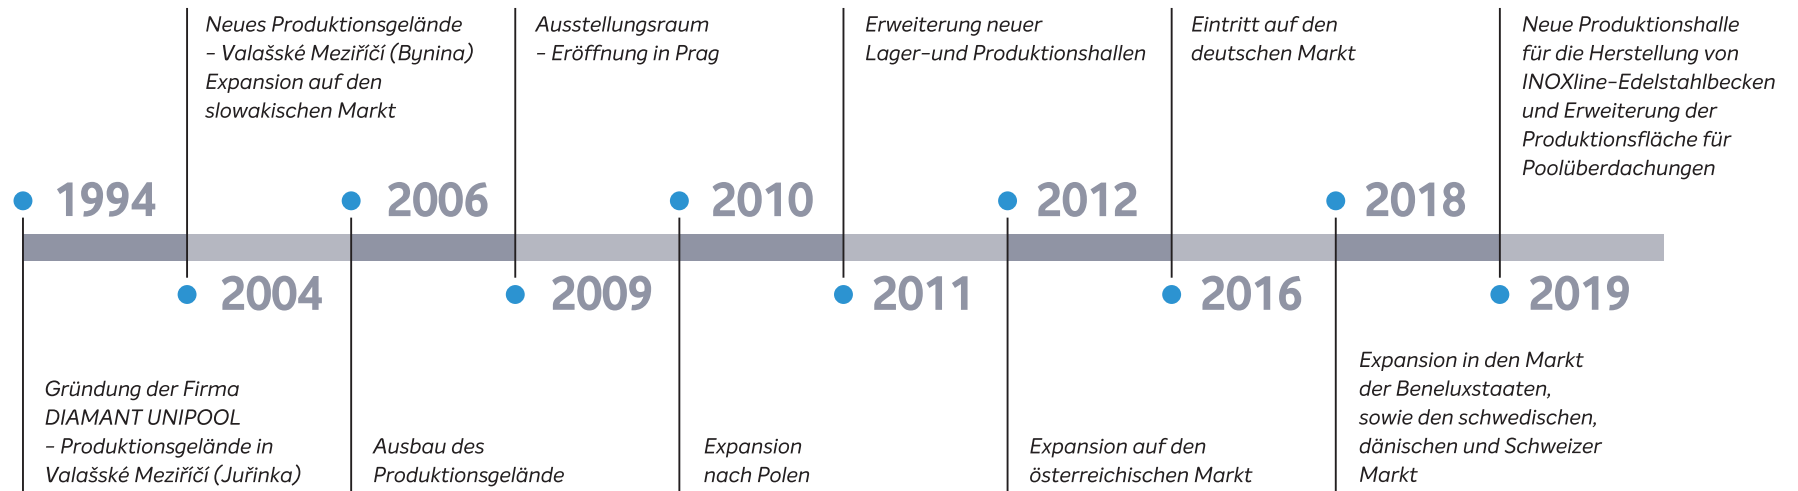 Neues Produktionsgelände
– Valašské Meziříčí (Bynina)
Expansion auf den
slowakischen Markt
Ausstellungsraum
– Eröffnung in Prag
Erweiterung neuer
Lager-und Produktionshallen
Eintritt auf den
deutschen Markt
Neue Produktionshalle
für die Herstellung von
INOXline-Edelstahlbecken
und Erweiterung der
Produktionsfläche für
Poolüberdachungen
1994
2006
2010
2012
2018
2004
2009
2011
2016
2019
Gründung der Firma
DIAMANT UNIPOOL
– Produktionsgelände in
Valašské Meziříčí (Juřinka)
Ausbau des
Produktionsgelände
Expansion
nach Polen
Expansion auf den
österreichischen Markt
Expansion in den Markt
der Beneluxstaaten,
sowie den schwedischen,
dänischen und Schweizer
Markt